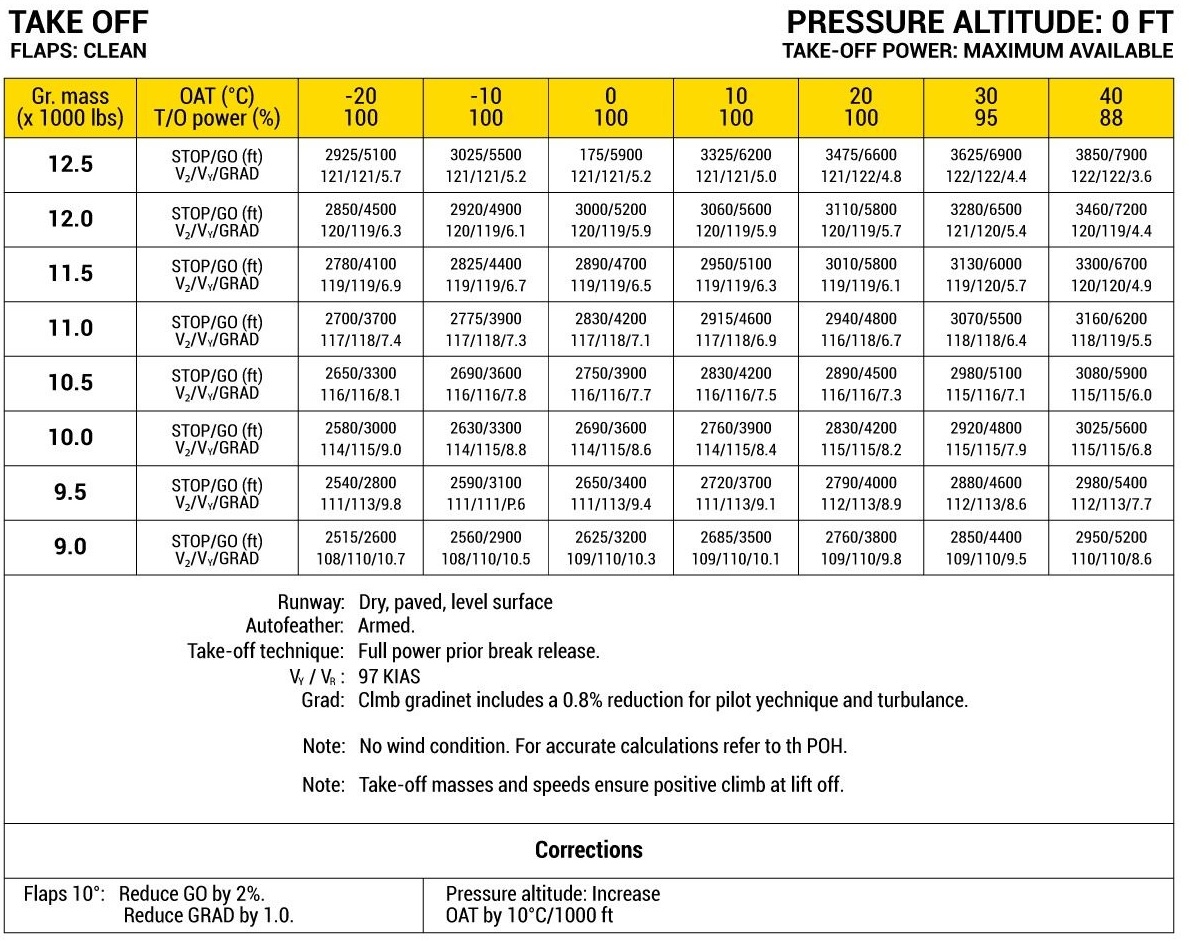 TAKE OFF
FLAPS: CLEAN
PRESSURE ALTITUDE: 0 FT
TAKE-OFF POWER: MAXIMUM AVAILABLE
Gr. mass OAT (°C) -20 -10 0 10 20 30 40
(x 1000 lbs) T/O power (%) 100 100 100 100 100 95 88
12.5 STOP/GO (ft) 2925/5100 3025/5500 175/5900 3325/6200 3475/6600 3625/6900 3850/7900
V₂/Vᵧ/GRAD 121/121/5.7 121/121/5.2 121/121/5.2 121/121/5.0 121/122/4.8 122/122/4.4 122/122/3.6
12.0 STOP/GO (ft) 2850/4500 2920/4900 3000/5200 3060/5600 3110/5800 3280/6500 3460/7200
V₂/Vᵧ/GRAD 120/119/6.3 120/119/6.1 120/119/5.9 120/119/5.9 120/119/5.7 121/120/5.4 120/119/4.4
11.5 STOP/GO (ft) 2780/4100 2825/4400 2890/4700 2950/5100 3010/5800 3130/6000 3300/6700
V₂/Vᵧ/GRAD 119/119/6.9 119/119/6.7 119/119/6.5 119/119/6.3 119/119/6.1 119/120/5.7 120/120/4.9
11.0 STOP/GO (ft) 2700/3700 2775/3900 2830/4200 2915/4600 2940/4800 3070/5500 3160/6200
V₂/Vᵧ/GRAD 117/118/7.4 117/118/7.3 117/118/7.1 117/118/6.9 116/118/6.7 118/118/6.4 118/119/5.5
10.5 STOP/GO (ft) 2650/3300 2690/3600 2750/3900 2830/4200 2890/4500 2980/5100 3080/5900
V₂/Vᵧ/GRAD 116/116/8.1 116/116/7.8 116/116/7.7 116/116/7.5 116/116/7.3 115/116/7.1 115/115/6.0
10.0 STOP/GO (ft) 2580/3000 2630/3300 2690/3600 2760/3900 2830/4200 2920/4800 3025/5600
V₂/Vᵧ/GRAD 114/115/9.0 114/115/8.8 114/115/8.6 114/115/8.4 115/115/8.2 115/115/7.9 115/115/6.8
9.5 STOP/GO (ft) 2540/2800 2590/3100 2650/3400 2720/3700 2790/4000 2880/4600 2980/5400
V₂/Vᵧ/GRAD 111/113/9.8 111/111/P.6 111/113/9.4 111/113/9.1 112/113/8.9 112/113/8.6 112/113/7.7
9.0 STOP/GO (ft) 2515/2600 2560/2900 2625/3200 2685/3500 2760/3800 2850/4400 2950/5200
V₂/Vᵧ/GRAD 108/110/10.7 108/110/10.5 109/110/10.3 109/110/10.1 109/110/9.8 109/110/9.5 110/110/8.6
Runway: Dry, paved, level surface
Autofeather: Armed.
Take-off technique: Full power prior break release.
Vᵧ / Vʀ : 97 KIAS
Grad: Clmb gradinet includes a 0.8% reduction for pilot yechnique and turbulance.
Note: No wind condition. For accurate calculations refer to th POH.
Note: Take-off masses and speeds ensure positive climb at lift off.
Corrections
Flaps 10°: Reduce GO by 2%.
Reduce GRAD by 1.0.
Pressure altitude: Increase
OAT by 10°C/1000 ft